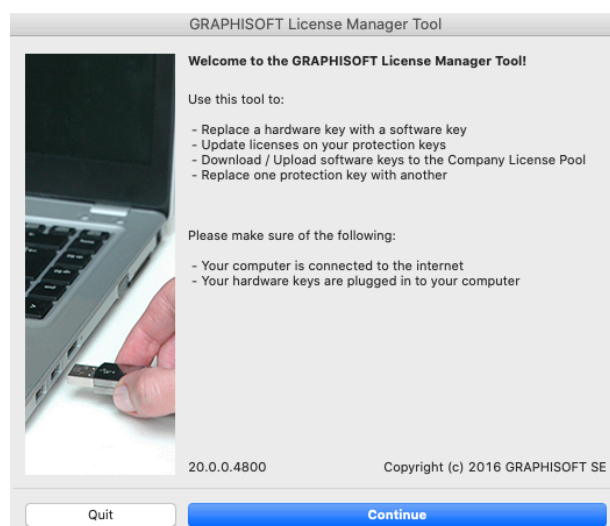 GRAPHISOFT License Manager Tool
Welcome to the GRAPHISOFT License Manager Tool!
Use this tool to:
- Replace a hardware key with a software key
- Update licenses on your protection keys
- Download / Upload software keys to the Company License Pool
- Replace one protection key with another
Please make sure of the following:
- Your computer is connected to the internet
- Your hardware keys are plugged in to your computer
20.0.0.4800 Copyright (c) 2016 GRAPHISOFT SE
Quit Continue